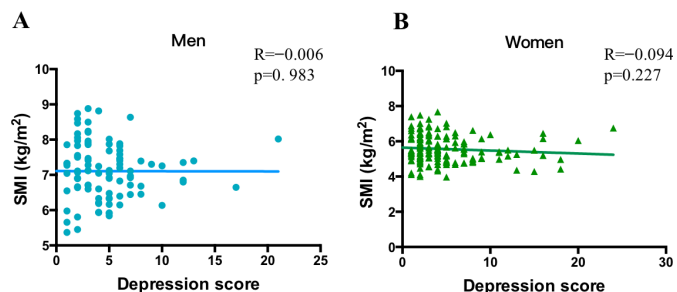 A
Men
R=−0.006
p=0. 983
10
9
8
7
6
5
0
5
10
15
20
25
SMI (kg/m²)
Depression score
B
Women
R=−0.094
p=0.227
10
8
6
4
2
0
0
10
20
30
SMI (kg/m²)
Depression score